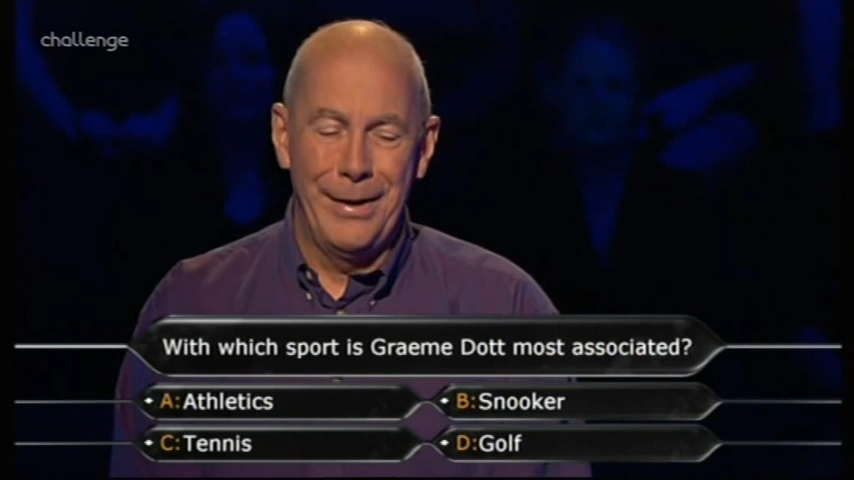 challenge
With which sport is Graeme Dott most associated?
A:Athletics
B:Snooker
C:Tennis
D:Golf